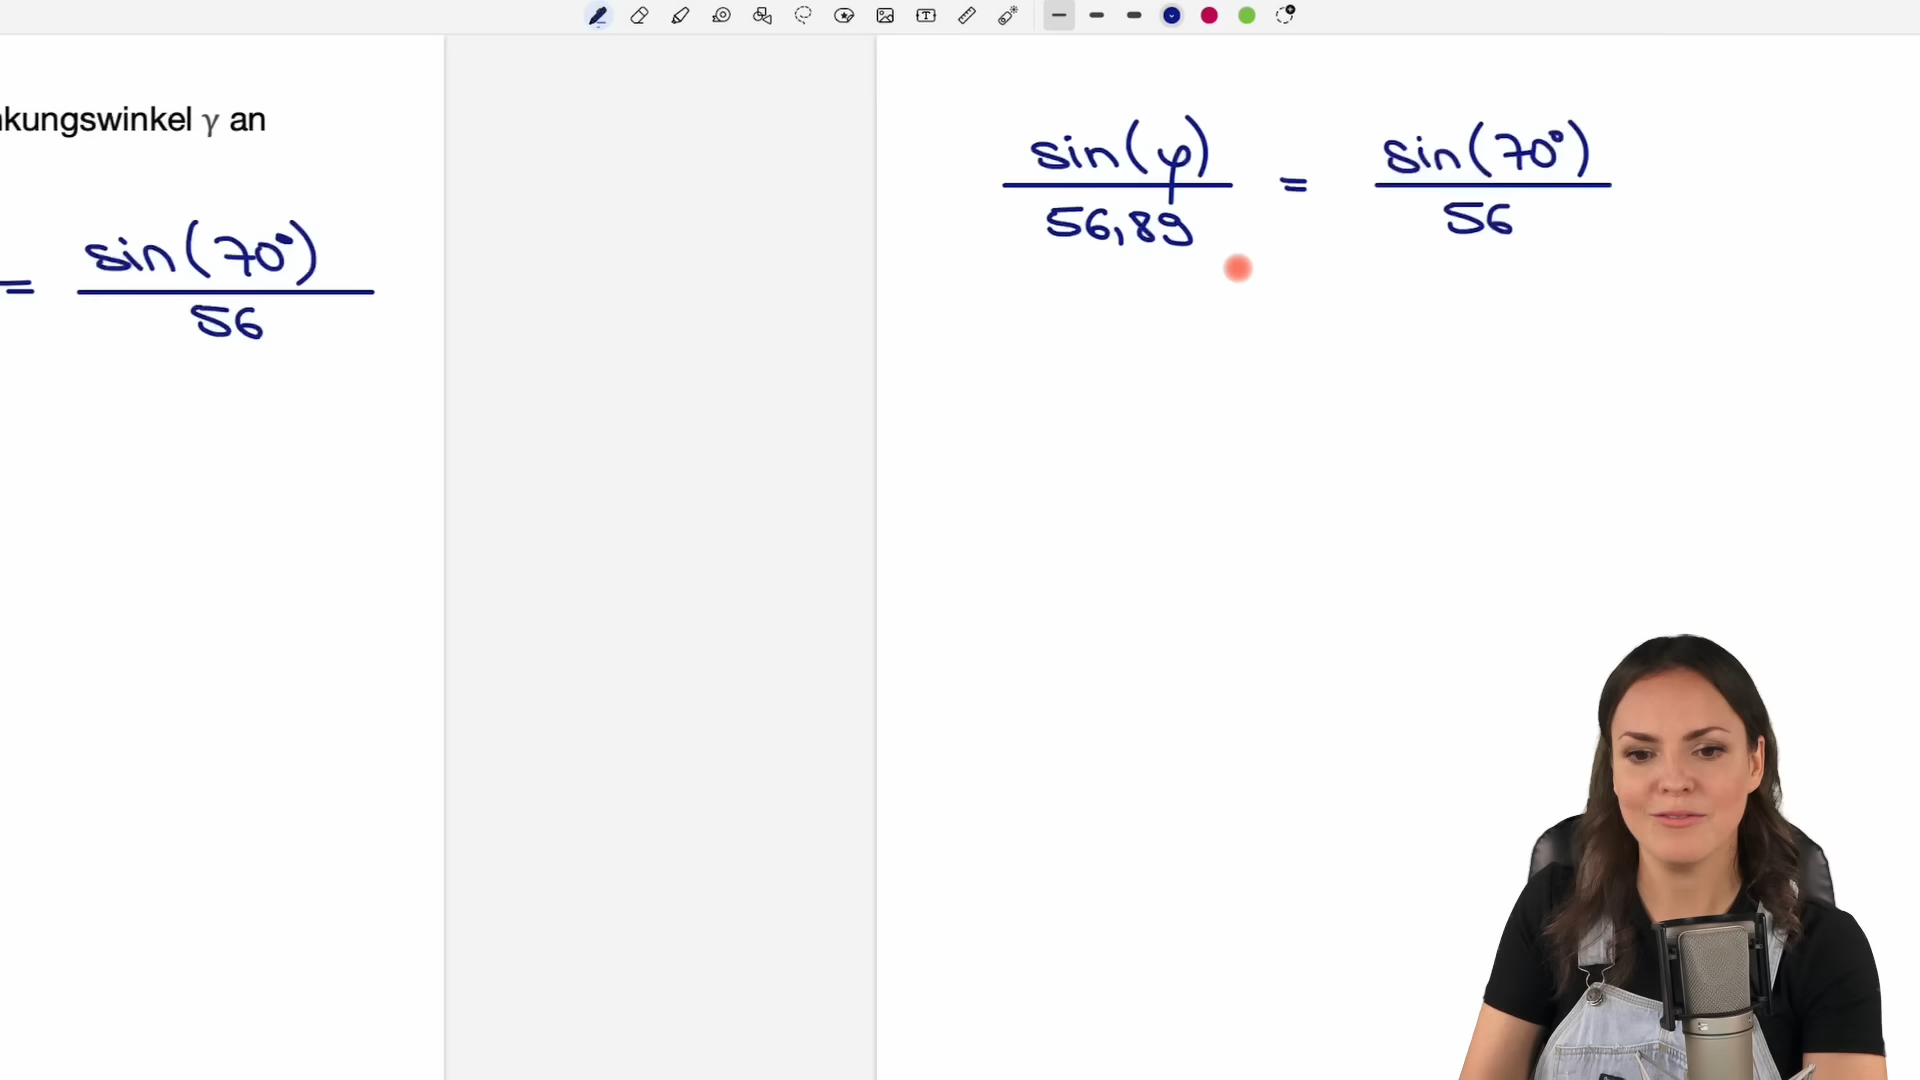 kungswinkel γ an
= sin(70°)
56
sin(φ) = sin(70°)
56,89 56